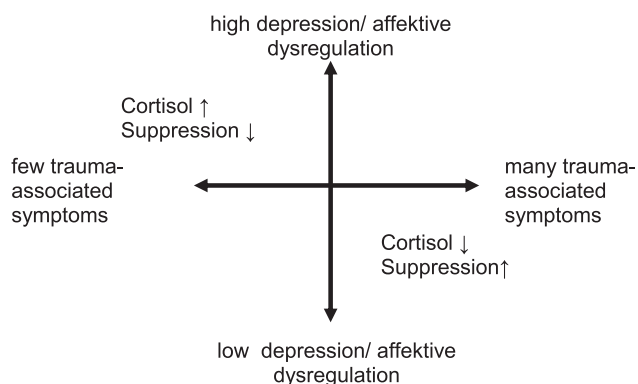 high depression/ affektive
dysregulation
Cortisol ↑
Suppression ↓
few trauma-
associated
symptoms
many trauma-
associated
symptoms
Cortisol ↓
Suppression↑
low  depression/ affektive
dysregulation